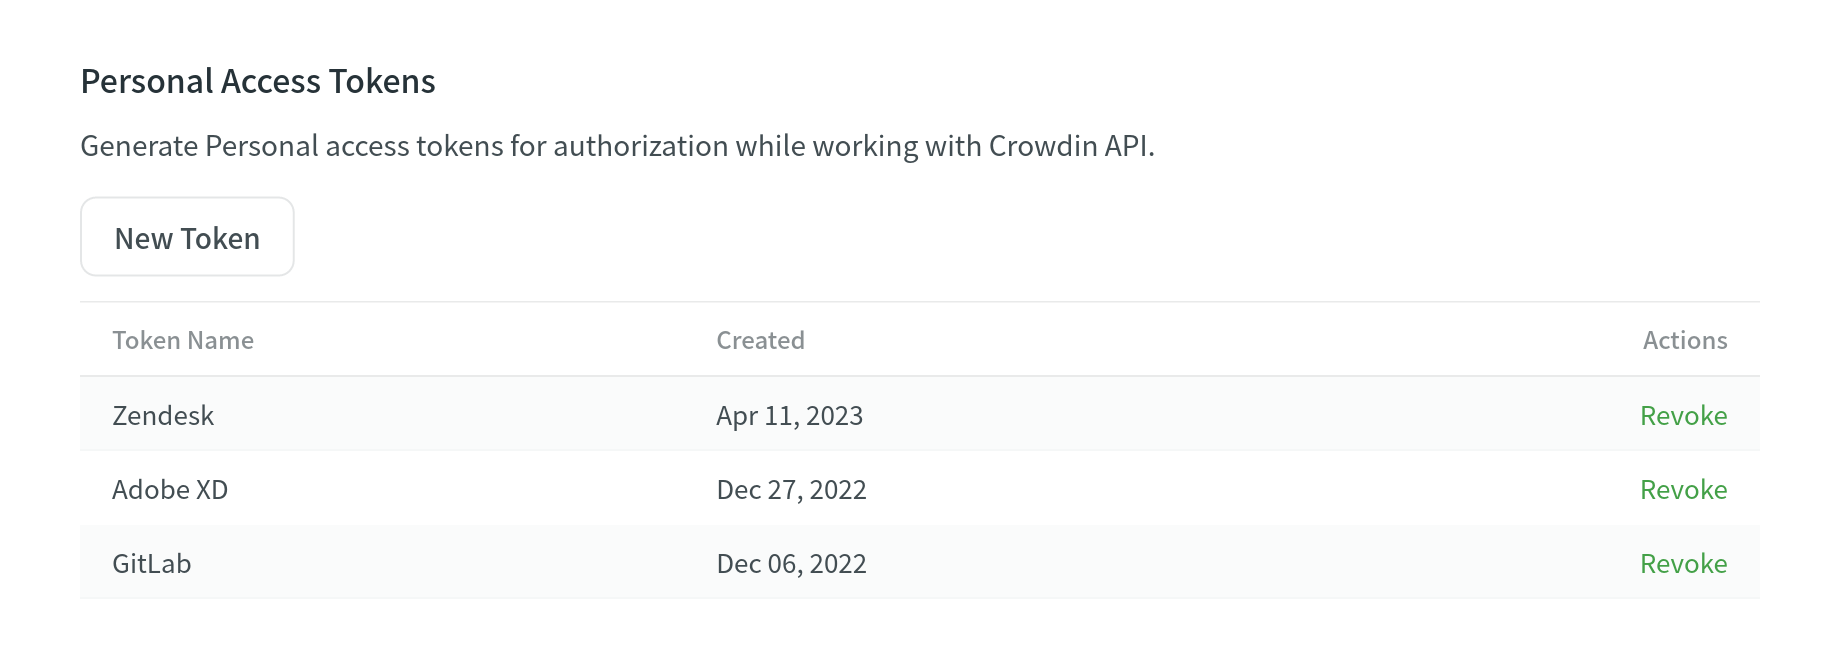 Personal Access Tokens
Generate Personal access tokens for authorization while working with Crowdin API.
New Token
Token Name Created Actions
Zendesk Apr 11, 2023 Revoke
Adobe XD Dec 27, 2022 Revoke
GitLab Dec 06, 2022 Revoke